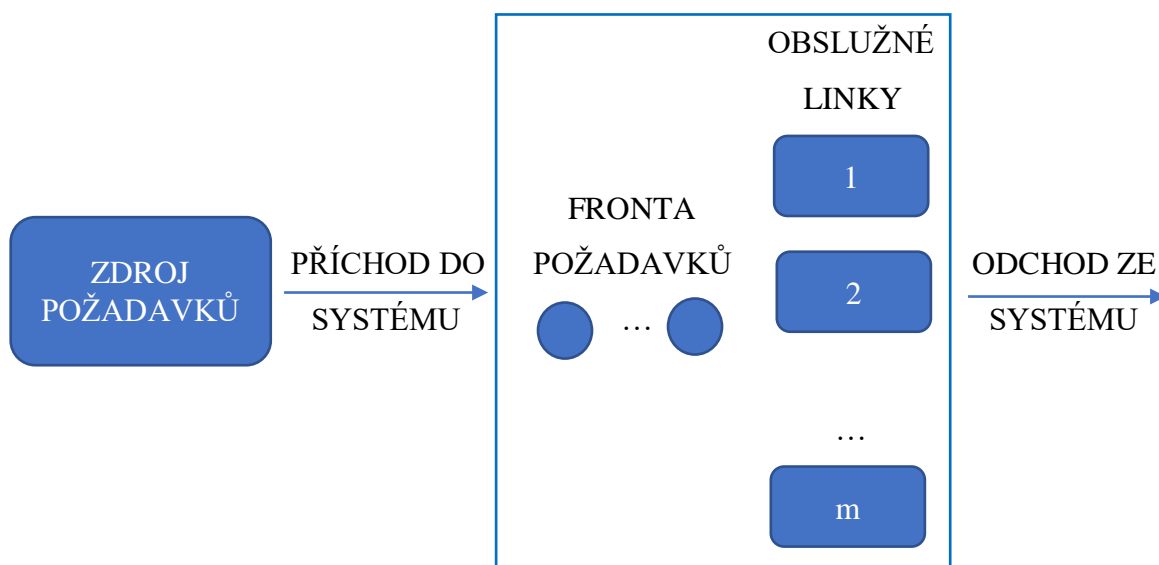 ZDROJ
POŽADAVKŮ
PŘÍCHOD DO
SYSTÉMU
FRONTA
POŽADAVKŮ
…
OBSLUŽNÉ
LINKY
1
2
…
m
ODCHOD ZE
SYSTÉMU